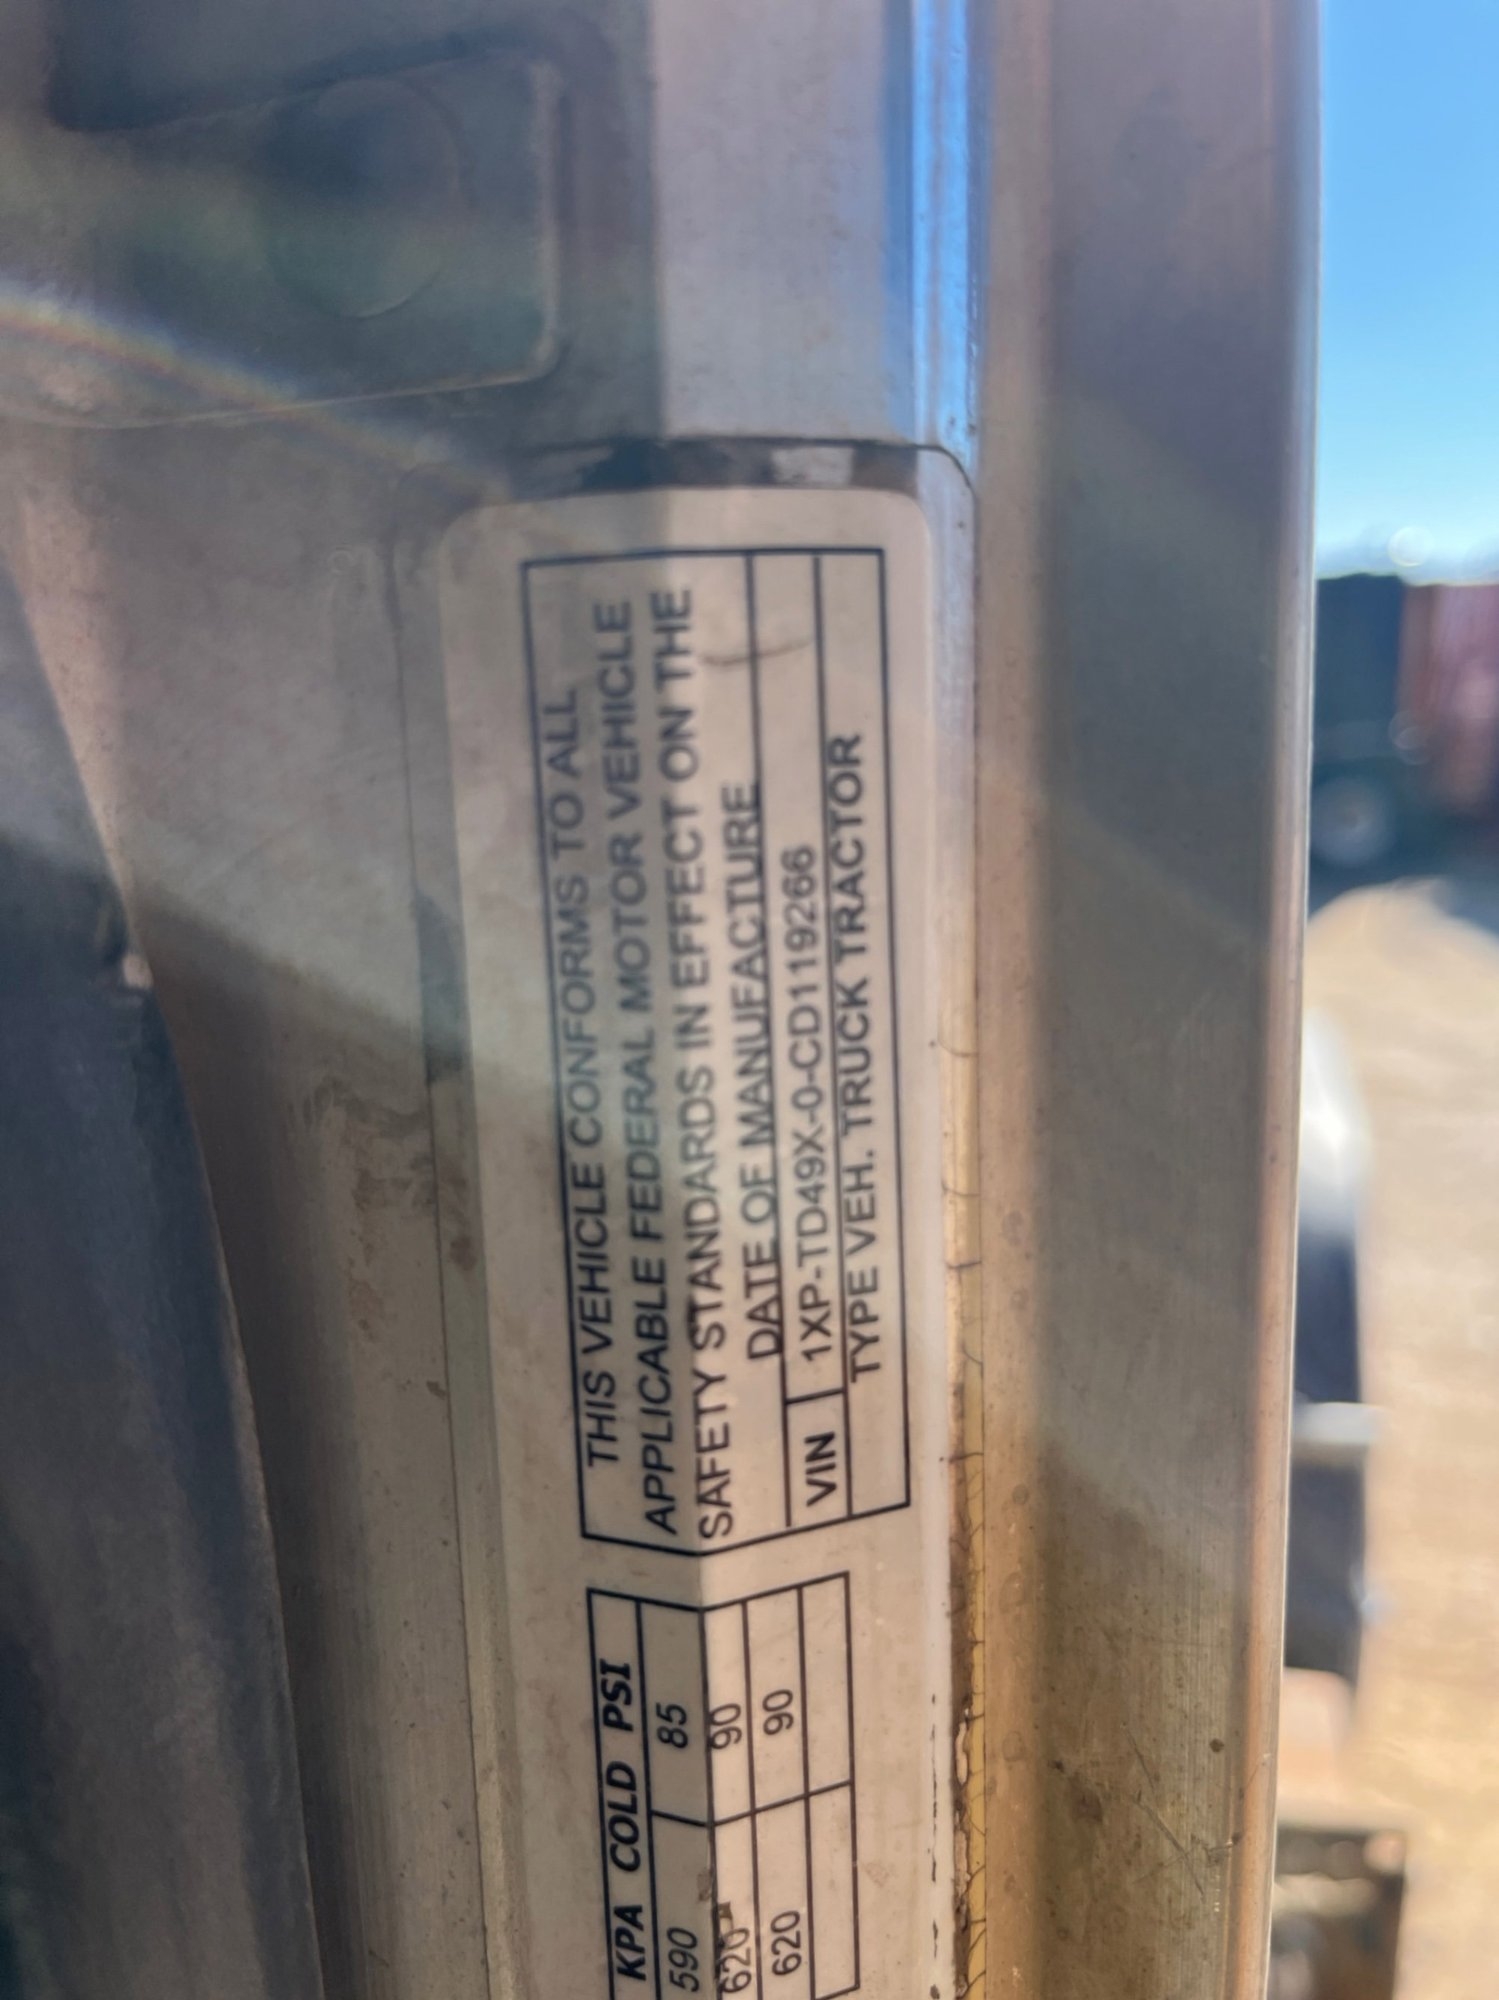 THIS VEHICLE CONFORMS TO ALL
APPLICABLE FEDERAL MOTOR VEHICLE
SAFETY STANDARDS IN EFFECT ON THE
DATE OF MANUFACTURE
VIN 1XP-TD49X-0-CD119266
TYPE VEH. TRUCK TRACTOR
KPA COLD PSI
590 85
620 90
620 90